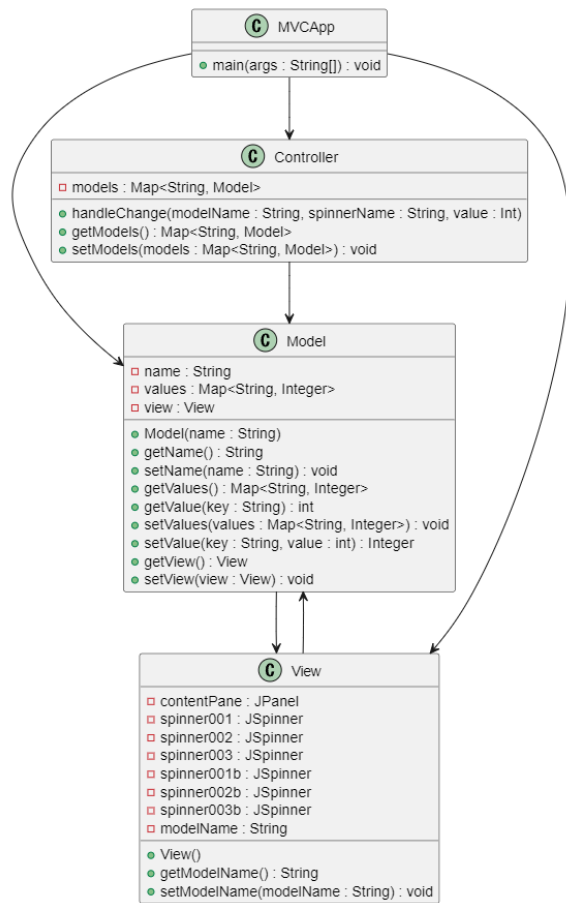 C MVCApp
main(args : String[]) : void
C Controller
models : Map<String, Model>
handleChange(modelName : String, spinnerName : String, value : Int)
getModels() : Map<String, Model>
setModels(models : Map<String, Model>) : void
C Model
name : String
values : Map<String, Integer>
view : View
Model(name : String)
getName() : String
setName(name : String) : void
getValues() : Map<String, Integer>
getValue(key : String) : int
setValues(values : Map<String, Integer>) : void
setValue(key : String, value : int) : Integer
getView() : View
setView(view : View) : void
C View
contentPane : JPanel
spinner001 : JSpinner
spinner002 : JSpinner
spinner003 : JSpinner
spinner001b : JSpinner
spinner002b : JSpinner
spinner003b : JSpinner
modelName : String
View()
getModelName() : String
setModelName(modelName : String) : void